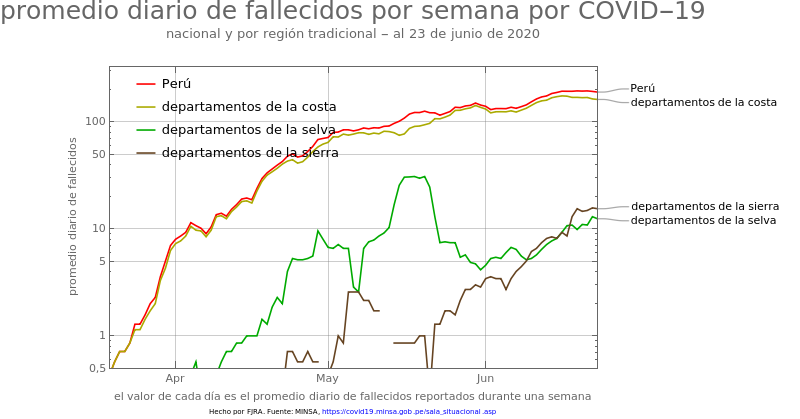 promedio diario de fallecidos por semana por COVID‒19
nacional y por región tradicional ‒ al 23 de junio de 2020
Perú
departamentos de la costa
departamentos de la selva
departamentos de la sierra
promedio diario de fallecidos
100
50
10
5
1
0,5
Apr
May
Jun
Perú
departamentos de la costa
departamentos de la sierra
departamentos de la selva
el valor de cada día es el promedio diario de fallecidos reportados durante una semana
Hecho por FJRA. Fuente: MINSA, https://covid19.minsa.gob.pe/sala_situacional.asp